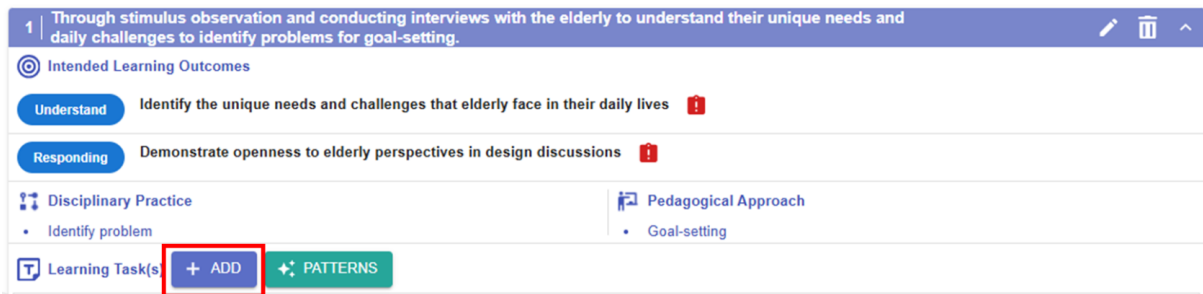 1 Through stimulus observation and conducting interviews with the elderly to understand their unique needs and
daily challenges to identify problems for goal-setting.
Intended Learning Outcomes
Understand Identify the unique needs and challenges that elderly face in their daily lives
Responding Demonstrate openness to elderly perspectives in design discussions
Disciplinary Practice
• Identify problem
Pedagogical Approach
• Goal-setting
T Learning Task(s) + ADD PATTERNS